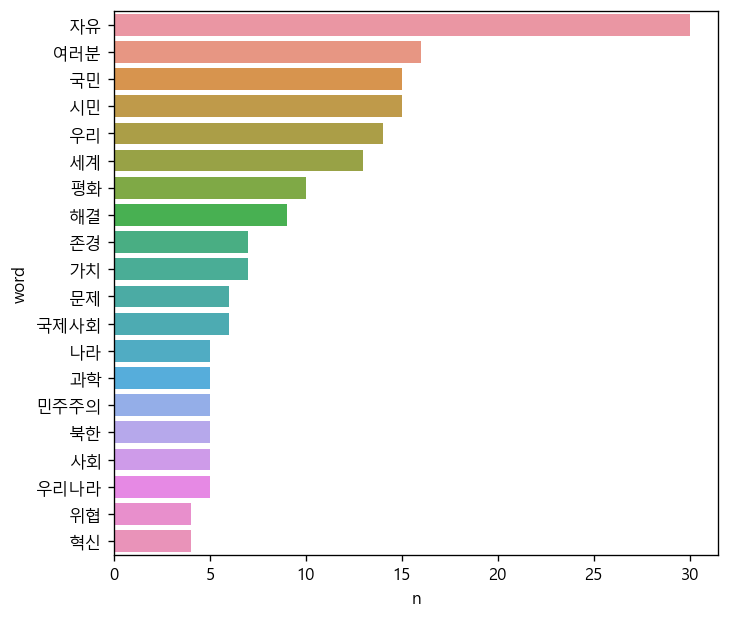 자유
여러분
국민
시민
우리
세계
평화
해결
존경
가치
문제
국제사회
나라
과학
민주주의
북한
사회
우리나라
위협
혁신
word
0 5 10 15 20 25 30
n